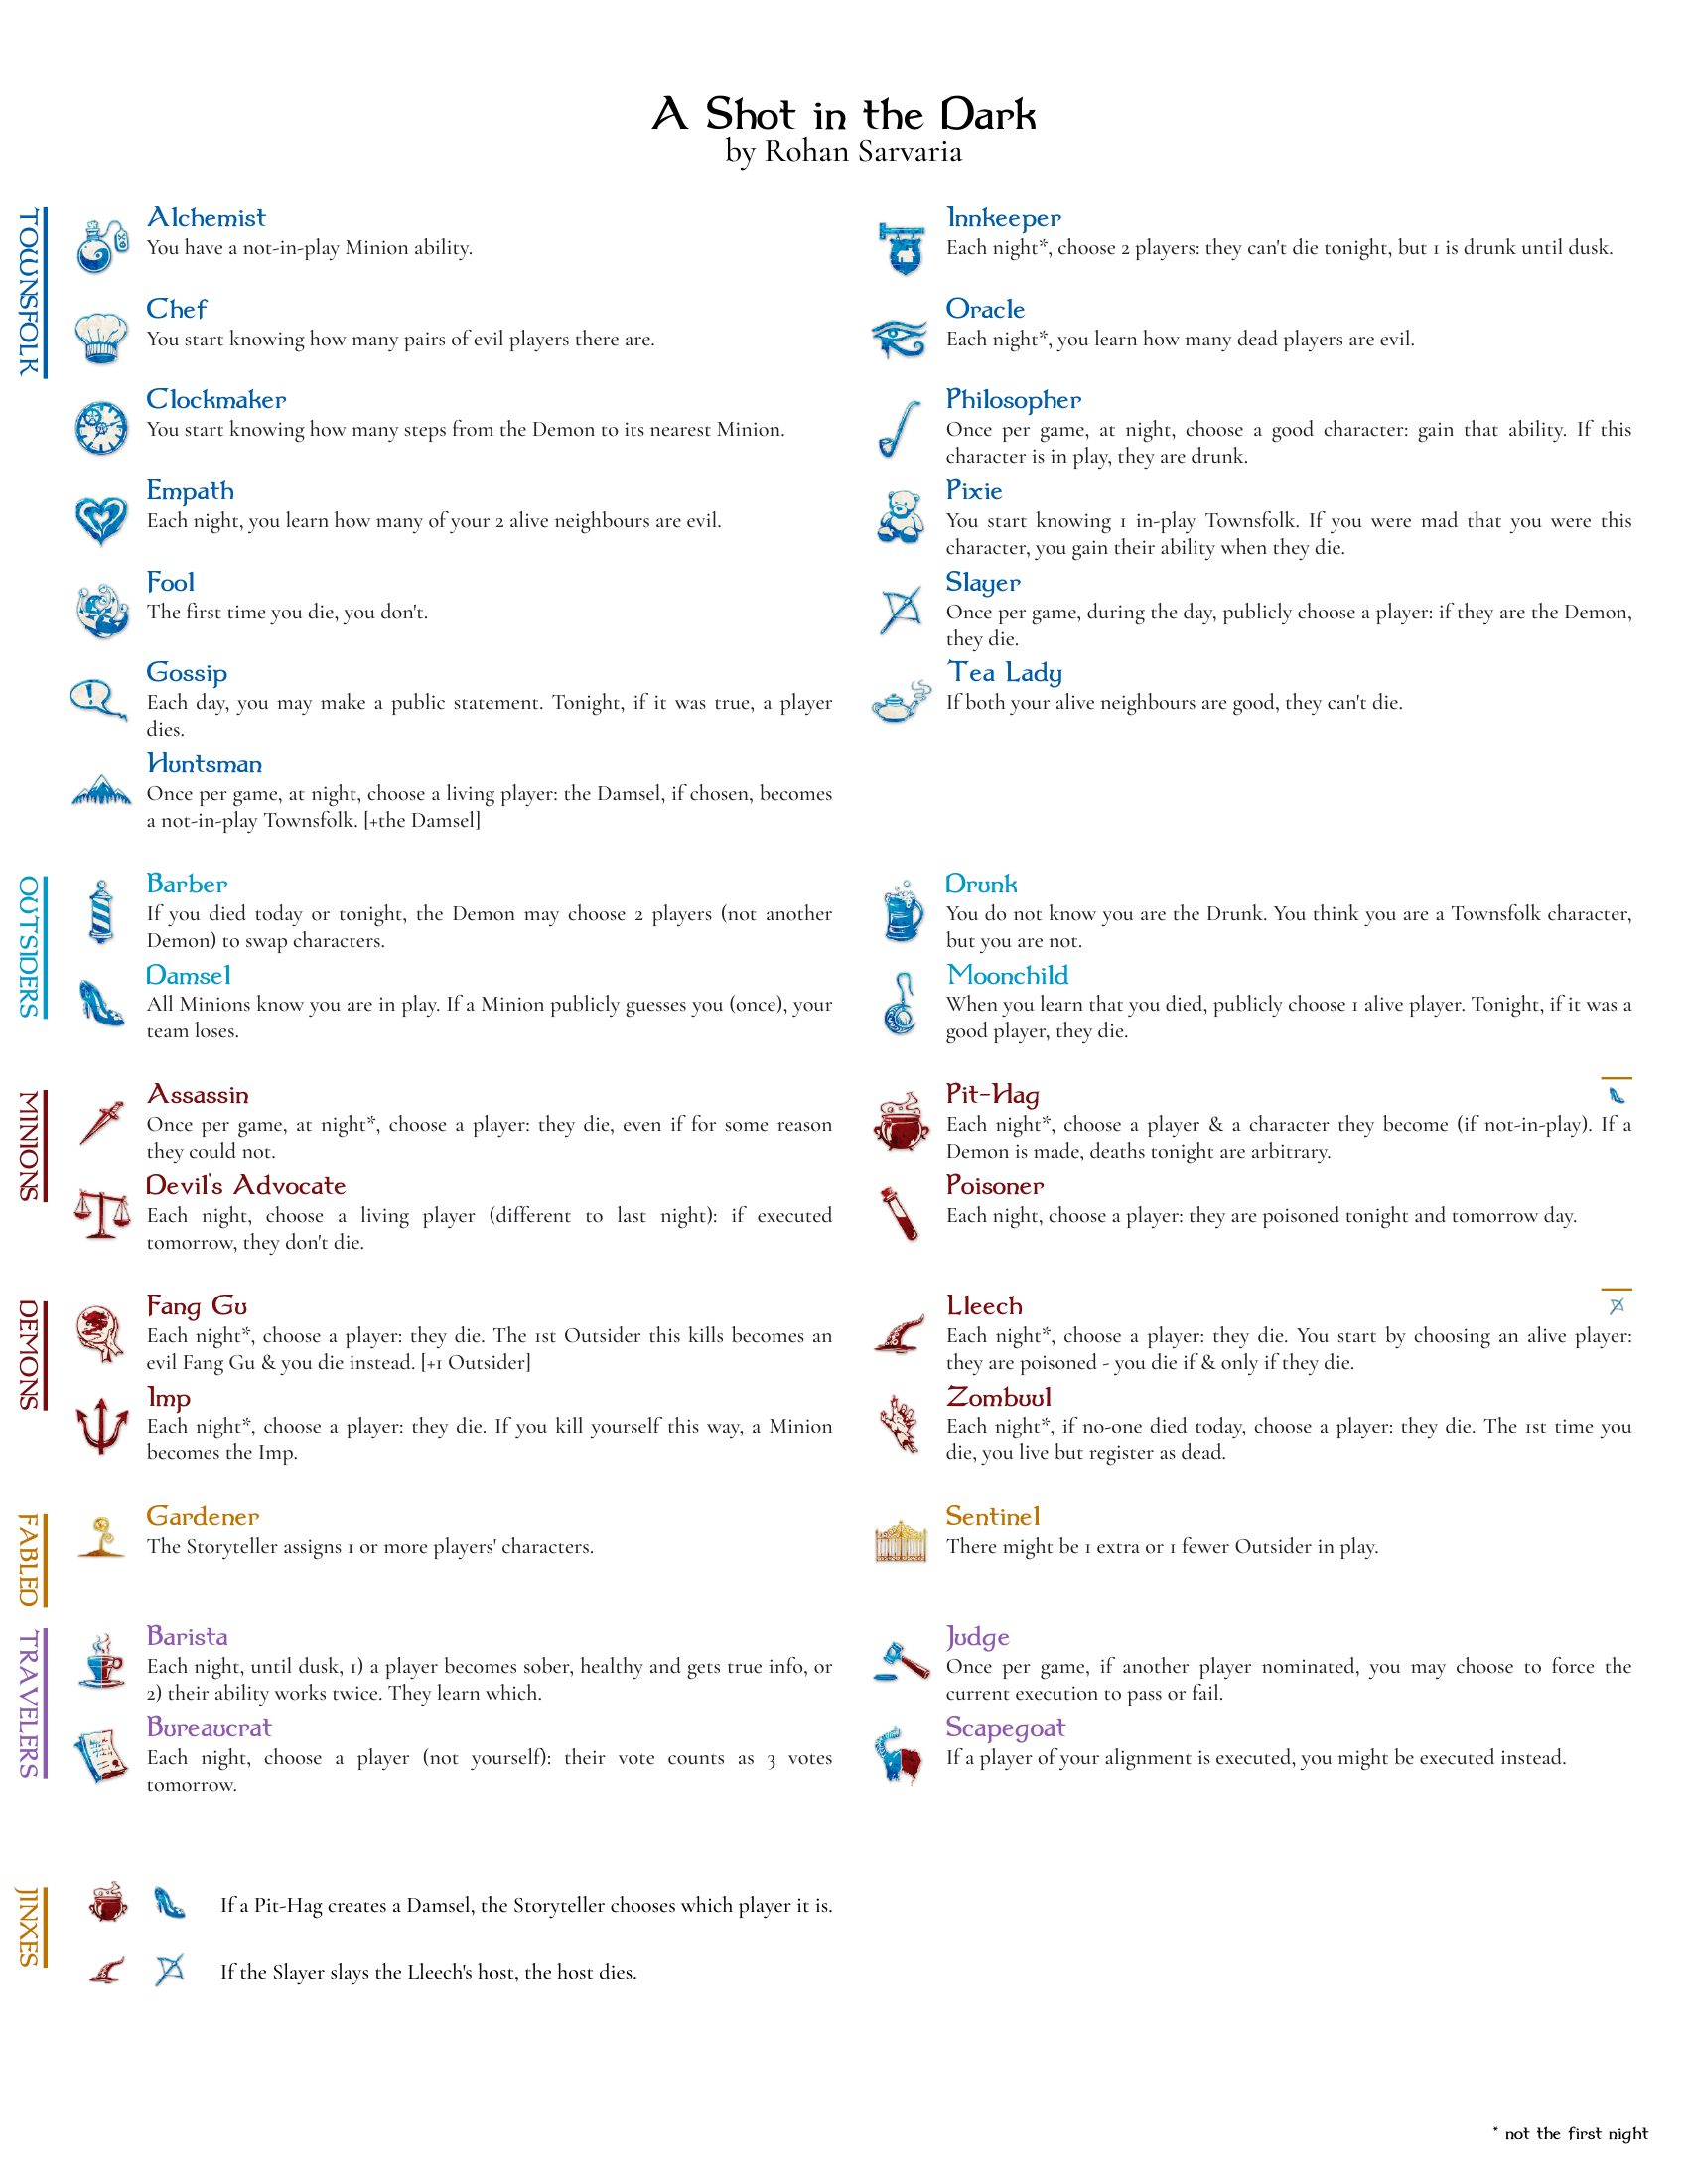 A Shot in the Dark
by Rohan Sarvaria
TOWNSFOLK
Alchemist
You have a not-in-play Minion ability.
Chef
You start knowing how many pairs of evil players there are.
Clockmaker
You start knowing how many steps from the Demon to its nearest Minion.
Empath
Each night, you learn how many of your 2 alive neighbours are evil.
Fool
The first time you die, you don't.
Gossip
Each day, you may make a public statement. Tonight, if it was true, a player
dies.
Huntsman
Once per game, at night, choose a living player: the Damsel, if chosen, becomes
a not-in-play Townsfolk. [+the Damsel]
Innkeeper
Each night*, choose 2 players: they can't die tonight, but 1 is drunk until dusk.
Oracle
Each night*, you learn how many dead players are evil.
Philosopher
Once per game, at night, choose a good character: gain that ability. If this
character is in play, they are drunk.
Pixie
You start knowing 1 in-play Townsfolk. If you were mad that you were this
character, you gain their ability when they die.
Slayer
Once per game, during the day, publicly choose a player: if they are the Demon,
they die.
Tea Lady
If both your alive neighbours are good, they can't die.
OUTSIDERS
Barber
If you died today or tonight, the Demon may choose 2 players (not another
Demon) to swap characters.
Damsel
All Minions know you are in play. If a Minion publicly guesses you (once), your
team loses.
Drunk
You do not know you are the Drunk. You think you are a Townsfolk character,
but you are not.
Moonchild
When you learn that you died, publicly choose 1 alive player. Tonight, if it was a
good player, they die.
MINIONS
Assassin
Once per game, at night*, choose a player: they die, even if for some reason
they could not.
Devil's Advocate
Each night, choose a living player (different to last night): if executed
tomorrow, they don't die.
Pit-Hag
Each night*, choose a player & a character they become (if not-in-play). If a
Demon is made, deaths tonight are arbitrary.
Poisoner
Each night, choose a player: they are poisoned tonight and tomorrow day.
DEMONS
Fang Gu
Each night*, choose a player: they die. The 1st Outsider this kills becomes an
evil Fang Gu & you die instead. [+1 Outsider]
Imp
Each night*, choose a player: they die. If you kill yourself this way, a Minion
becomes the Imp.
Lleech
Each night*, choose a player: they die. You start by choosing an alive player:
they are poisoned - you die if & only if they die.
Zombuul
Each night*, if no-one died today, choose a player: they die. The 1st time you
die, you live but register as dead.
FABLED
Gardener
The Storyteller assigns 1 or more players' characters.
Sentinel
There might be 1 extra or 1 fewer Outsider in play.
TRAVELERS
Barista
Each night, until dusk, 1) a player becomes sober, healthy and gets true info, or
2) their ability works twice. They learn which.
Bureaucrat
Each night, choose a player (not yourself): their vote counts as 3 votes
tomorrow.
Judge
Once per game, if another player nominated, you may choose to force the
current execution to pass or fail.
Scapegoat
If a player of your alignment is executed, you might be executed instead.
JINXES
If a Pit-Hag creates a Damsel, the Storyteller chooses which player it is.
If the Slayer slays the Lleech's host, the host dies.
* not the first night